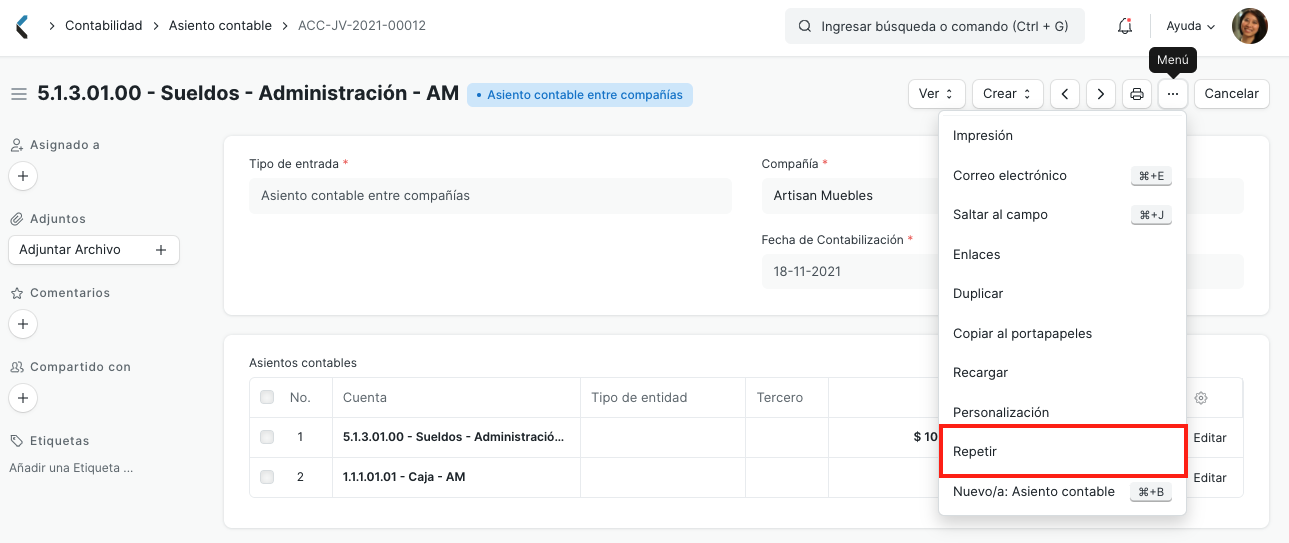 Contabilidad Asiento contable ACC-JV-2021-00012
Ingresar búsqueda o comando (Ctrl + G)
Ayuda
Menú
5.1.3.01.00 - Sueldos - Administración - AM
Asiento contable entre compañías
Ver
Crear
Cancelar
Asignado a
Adjuntos
Adjuntar Archivo
Comentarios
Compartido con
Etiquetas
Añadir una Etiqueta ...
Tipo de entrada *
Asiento contable entre compañías
Compañía *
Artisan Muebles
Fecha de Contabilización *
18-11-2021
Asientos contables
No. Cuenta Tipo de entidad Tercero
1 5.1.3.01.00 - Sueldos - Administració... $ 10 Editar
2 1.1.1.01.01 - Caja - AM Editar
Impresión
Correo electrónico ⌘+E
Saltar al campo ⌘+J
Enlaces
Duplicar
Copiar al portapapeles
Recargar
Personalización
Repetir
Nuevo/a: Asiento contable ⌘+B